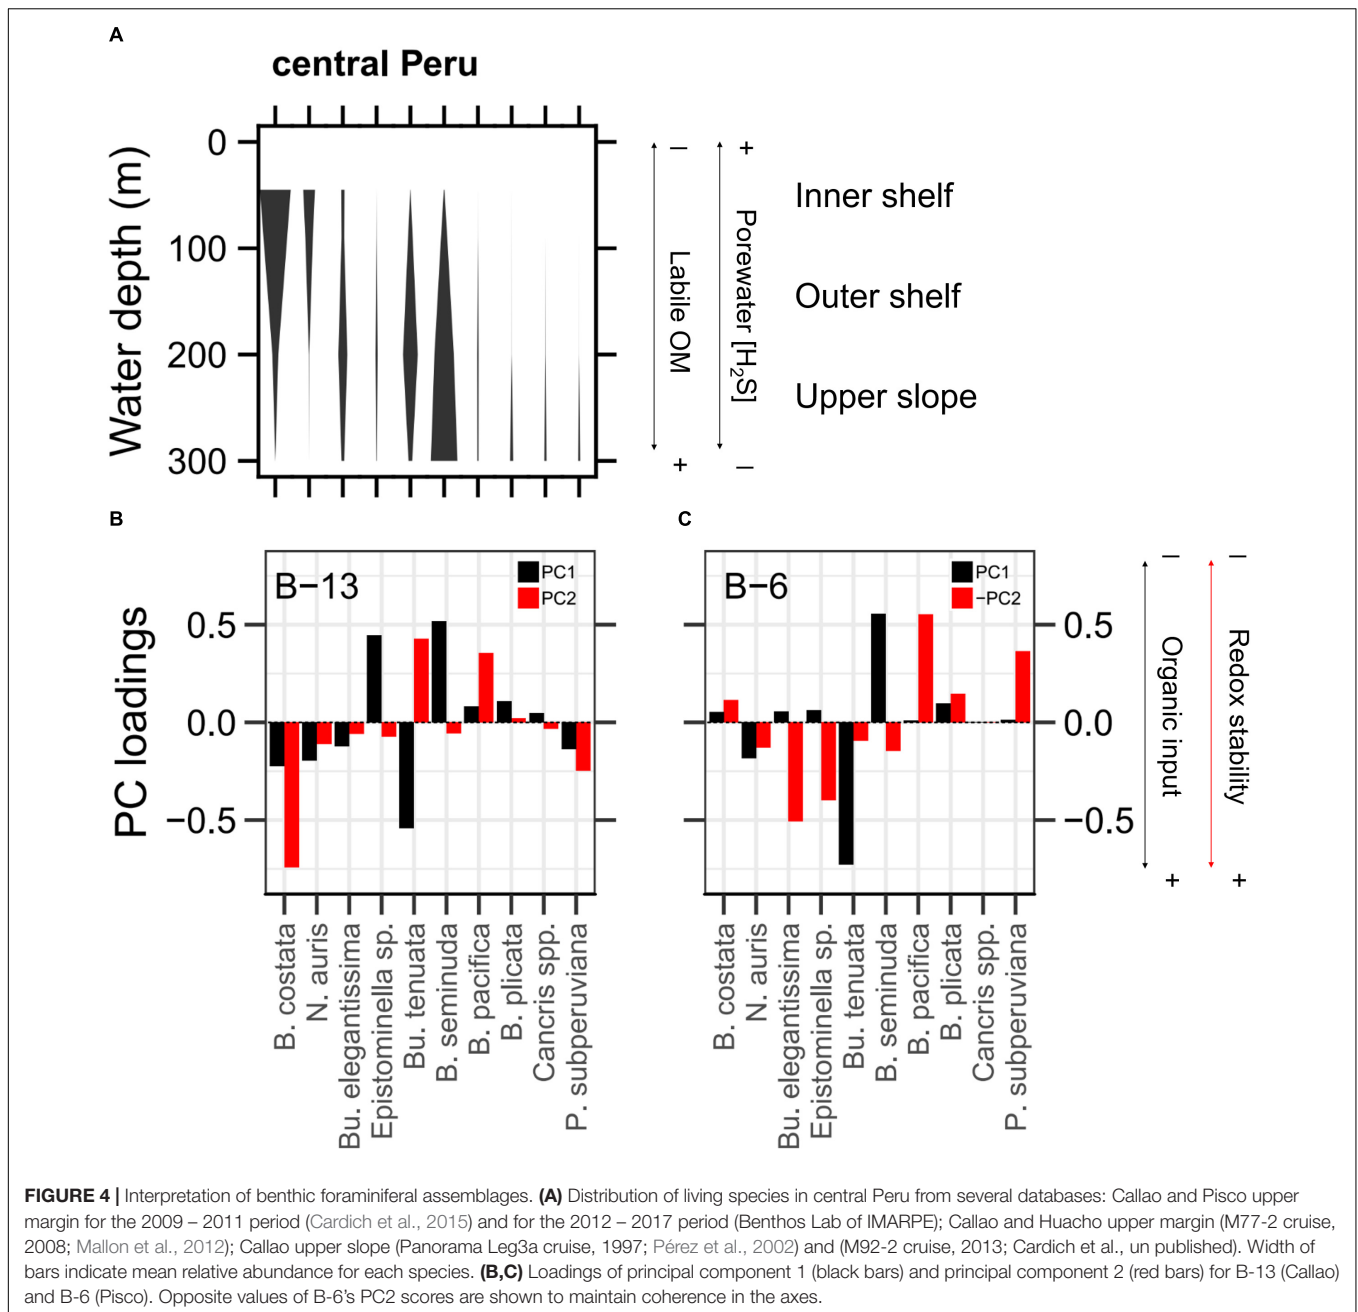 A
central Peru
Water depth (m)
0
100
200
300
–
Labile OM
+
+
Porewater [H2S]
–
Inner shelf
Outer shelf
Upper slope
B
C
PC loadings
B−13
PC1
PC2
0.5
0.0
−0.5
B−6
PC1
−PC2
0.5
0.0
−0.5
–
Organic input
+
–
Redox stability
+
B. costata
N. auris
Bu. elegantissima
Epistominella sp.
Bu. tenuata
B. seminuda
B. pacifica
B. plicata
Cancris spp.
P. subperuviana
B. costata
N. auris
Bu. elegantissima
Epistominella sp.
Bu. tenuata
B. seminuda
B. pacifica
B. plicata
Cancris spp.
P. subperuviana
FIGURE 4 | Interpretation of benthic foraminiferal assemblages. (A) Distribution of living species in central Peru from several databases: Callao and Pisco upper
margin for the 2009 – 2011 period (Cardich et al., 2015) and for the 2012 – 2017 period (Benthos Lab of IMARPE); Callao and Huacho upper margin (M77-2 cruise,
2008; Mallon et al., 2012); Callao upper slope (Panorama Leg3a cruise, 1997; Pérez et al., 2002) and (M92-2 cruise, 2013; Cardich et al., un published). Width of
bars indicate mean relative abundance for each species. (B,C) Loadings of principal component 1 (black bars) and principal component 2 (red bars) for B-13 (Callao)
and B-6 (Pisco). Opposite values of B-6's PC2 scores are shown to maintain coherence in the axes.